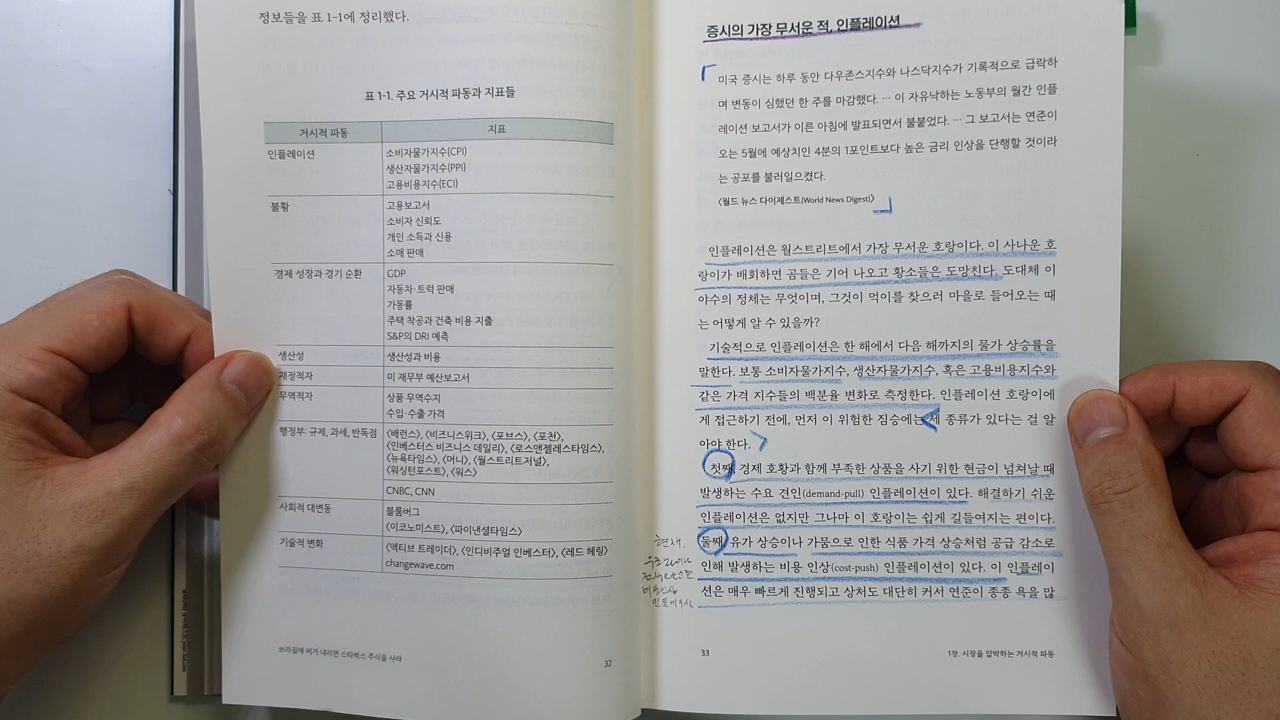 정보들을 표 1-1에 정리했다.
표 1-1. 주요 거시적 파동과 지표들
거시적 파동 지표
인플레이션 소비자물가지수(CPI)
생산자물가지수(PPI)
고용비용지수(ECI)
불황 고용보고서
소비자 신뢰도
개인 소득과 신용
소매 판매
경제 성장과 경기 순환 GDP
자동차·트럭 판매
가동률
주택 착공과 건축 비용 지출
S&P의 DRI 예측
생산성 생산성과 비용
재정적자 미 재무부 예산보고서
무역적자 상품 무역수지
수입·수출 가격
행정부: 규제, 과세, 반독점 〈배런스〉, 〈비즈니스위크〉, 〈포브스〉, 〈포천〉,
〈인베스터스 비즈니스 데일리〉, 〈로스앤젤레스타임스〉,
〈뉴욕타임스〉, 〈머니〉, 〈월스트리트저널〉,
〈워싱턴포스트〉, 〈워스〉
CNBC, CNN
사회적 대변동 블룸버그
〈이코노미스트〉, 〈파이낸셜타임스〉
기술적 변화 〈액티브 트레이더〉, 〈인디비주얼 인베스터〉, 〈레드 헤링〉
changewave.com
브라질에 비가 내리면 스타벅스 주식을 사라
32
증시의 가장 무서운 적, 인플레이션
미국 증시는 하루 동안 다우존스지수와 나스닥지수가 기록적으로 급락하
며 변동이 심했던 한 주를 마감했다. … 이 자유낙하는 노동부의 월간 인플
레이션 보고서가 이른 아침에 발표되면서 불붙었다. … 그 보고서는 연준이
오는 5월에 예상치인 4분의 1포인트보다 높은 금리 인상을 단행할 것이라
는 공포를 불러일으켰다.
〈월드 뉴스 다이제스트(World News Digest)〉
인플레이션은 월스트리트에서 가장 무서운 호랑이다. 이 사나운 호
랑이가 배회하면 곰들은 기어 나오고 황소들은 도망친다. 도대체 이
야수의 정체는 무엇이며, 그것이 먹이를 찾으러 마을로 들어오는 때
는 어떻게 알 수 있을까?
기술적으로 인플레이션은 한 해에서 다음 해까지의 물가 상승률을
말한다. 보통 소비자물가지수, 생산자물가지수, 혹은 고용비용지수와
같은 가격 지수들의 백분율 변화로 측정한다. 인플레이션 호랑이에
게 접근하기 전에, 먼저 이 위험한 짐승에는 세 종류가 있다는 걸 알
아야 한다.
첫째, 경제 호황과 함께 부족한 상품을 사기 위한 현금이 넘쳐날 때
발생하는 수요 견인(demand-pull) 인플레이션이 있다. 해결하기 쉬운
인플레이션은 없지만 그나마 이 호랑이는 쉽게 길들여지는 편이다.
둘째, 유가 상승이나 가뭄으로 인한 식품 가격 상승처럼 공급 감소로
인해 발생하는 비용 인상(cost-push) 인플레이션이 있다. 이 인플레이
션은 매우 빠르게 진행되고 상처도 대단히 커서 연준이 종종 욕을 많
현재,
비용인상
인플레이션
33
1장. 시장을 압박하는 거시적 파동